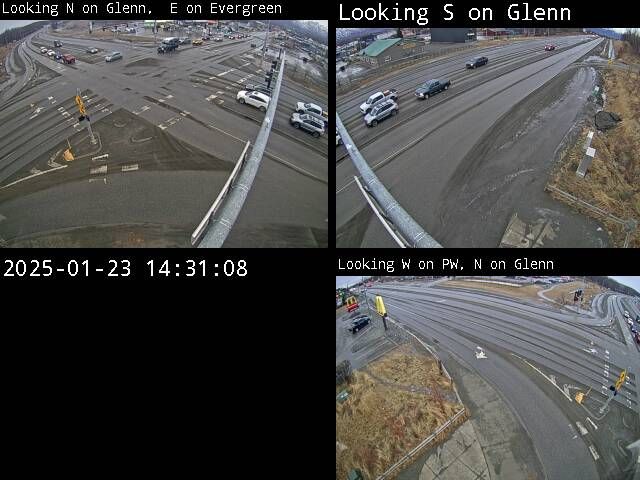 Looking N on Glenn,  E on Evergreen
Looking S on Glenn
2025-01-23 14:31:08
Looking W on PW, N on Glenn